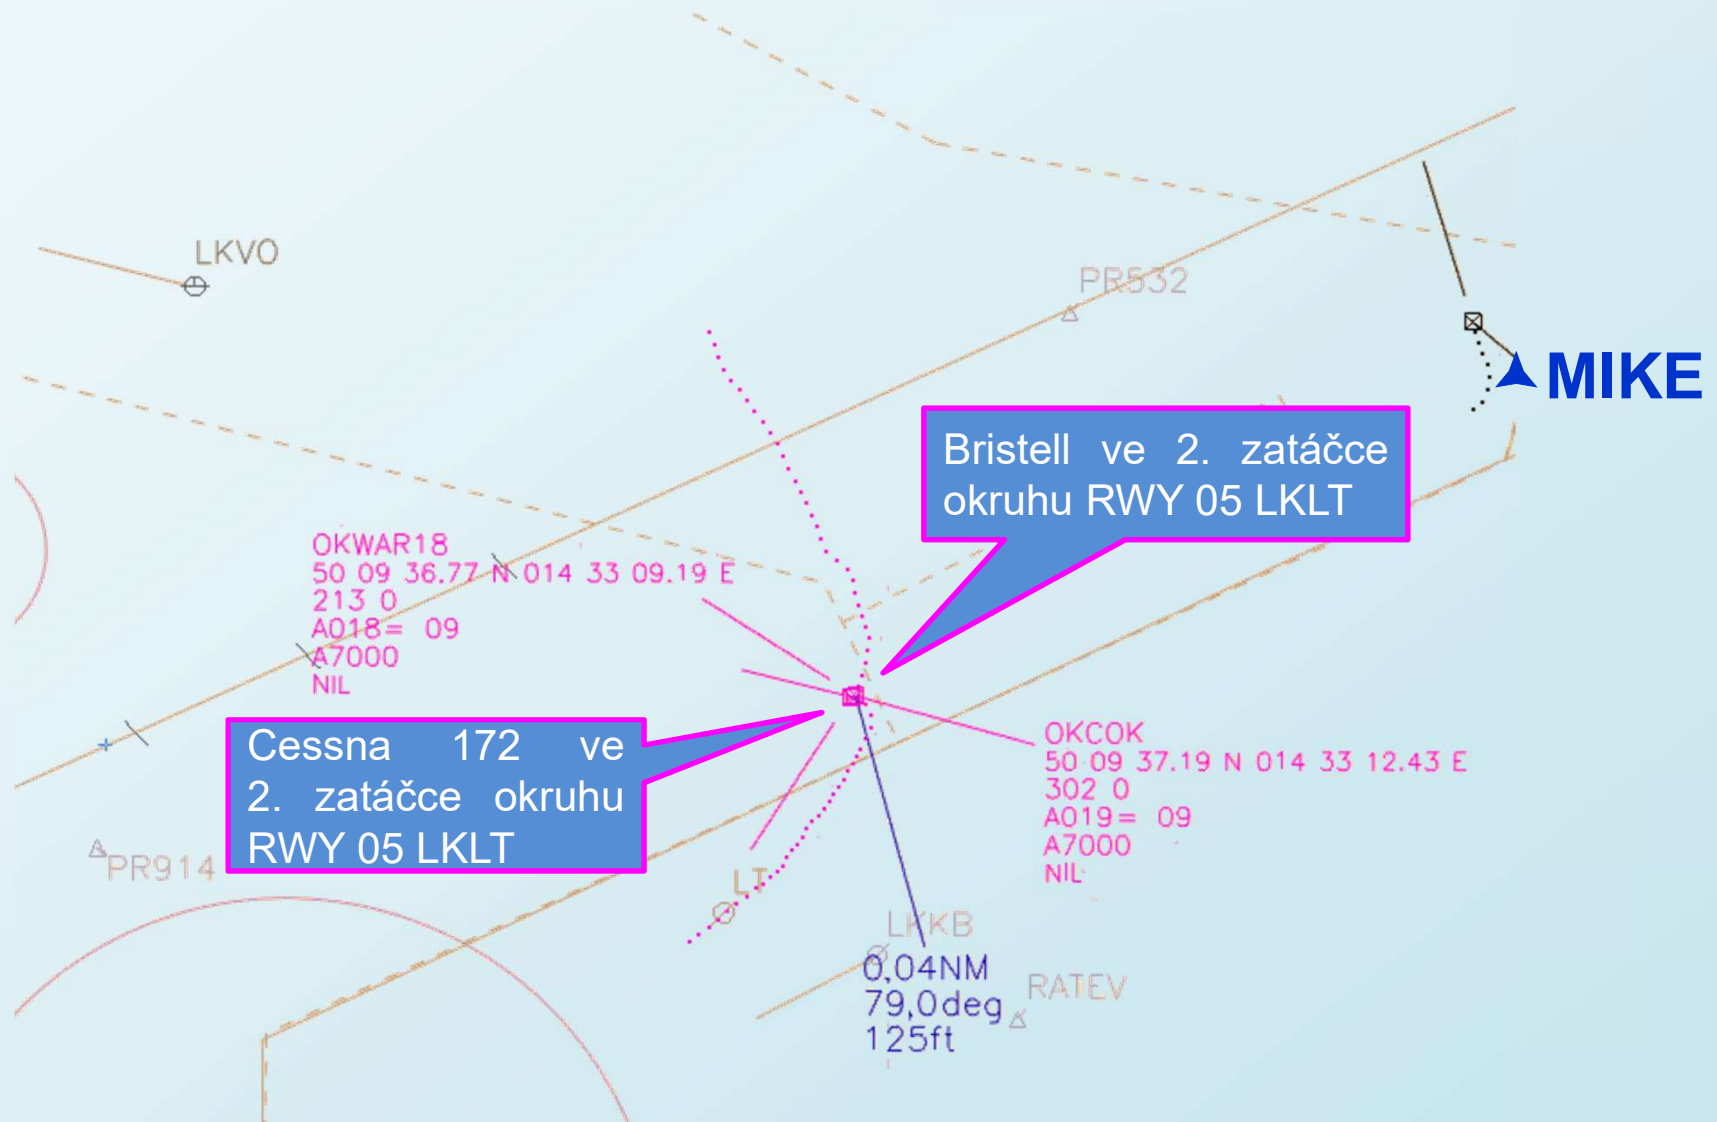 LKVO
PR532
MIKE
Bristell ve 2. zatáčce
okruhu RWY 05 LKLT
OKWAR18
50 09 36.77 N 014 33 09.19 E
213 0
A018= 09
A7000
NIL
Cessna 172 ve
2. zatáčce okruhu
RWY 05 LKLT
OKCOK
50 09 37.19 N 014 33 12.43 E
302 0
A019= 09
A7000
NIL
PR914
LT
LKKB
0,04NM
79,0deg
125ft
RATEV